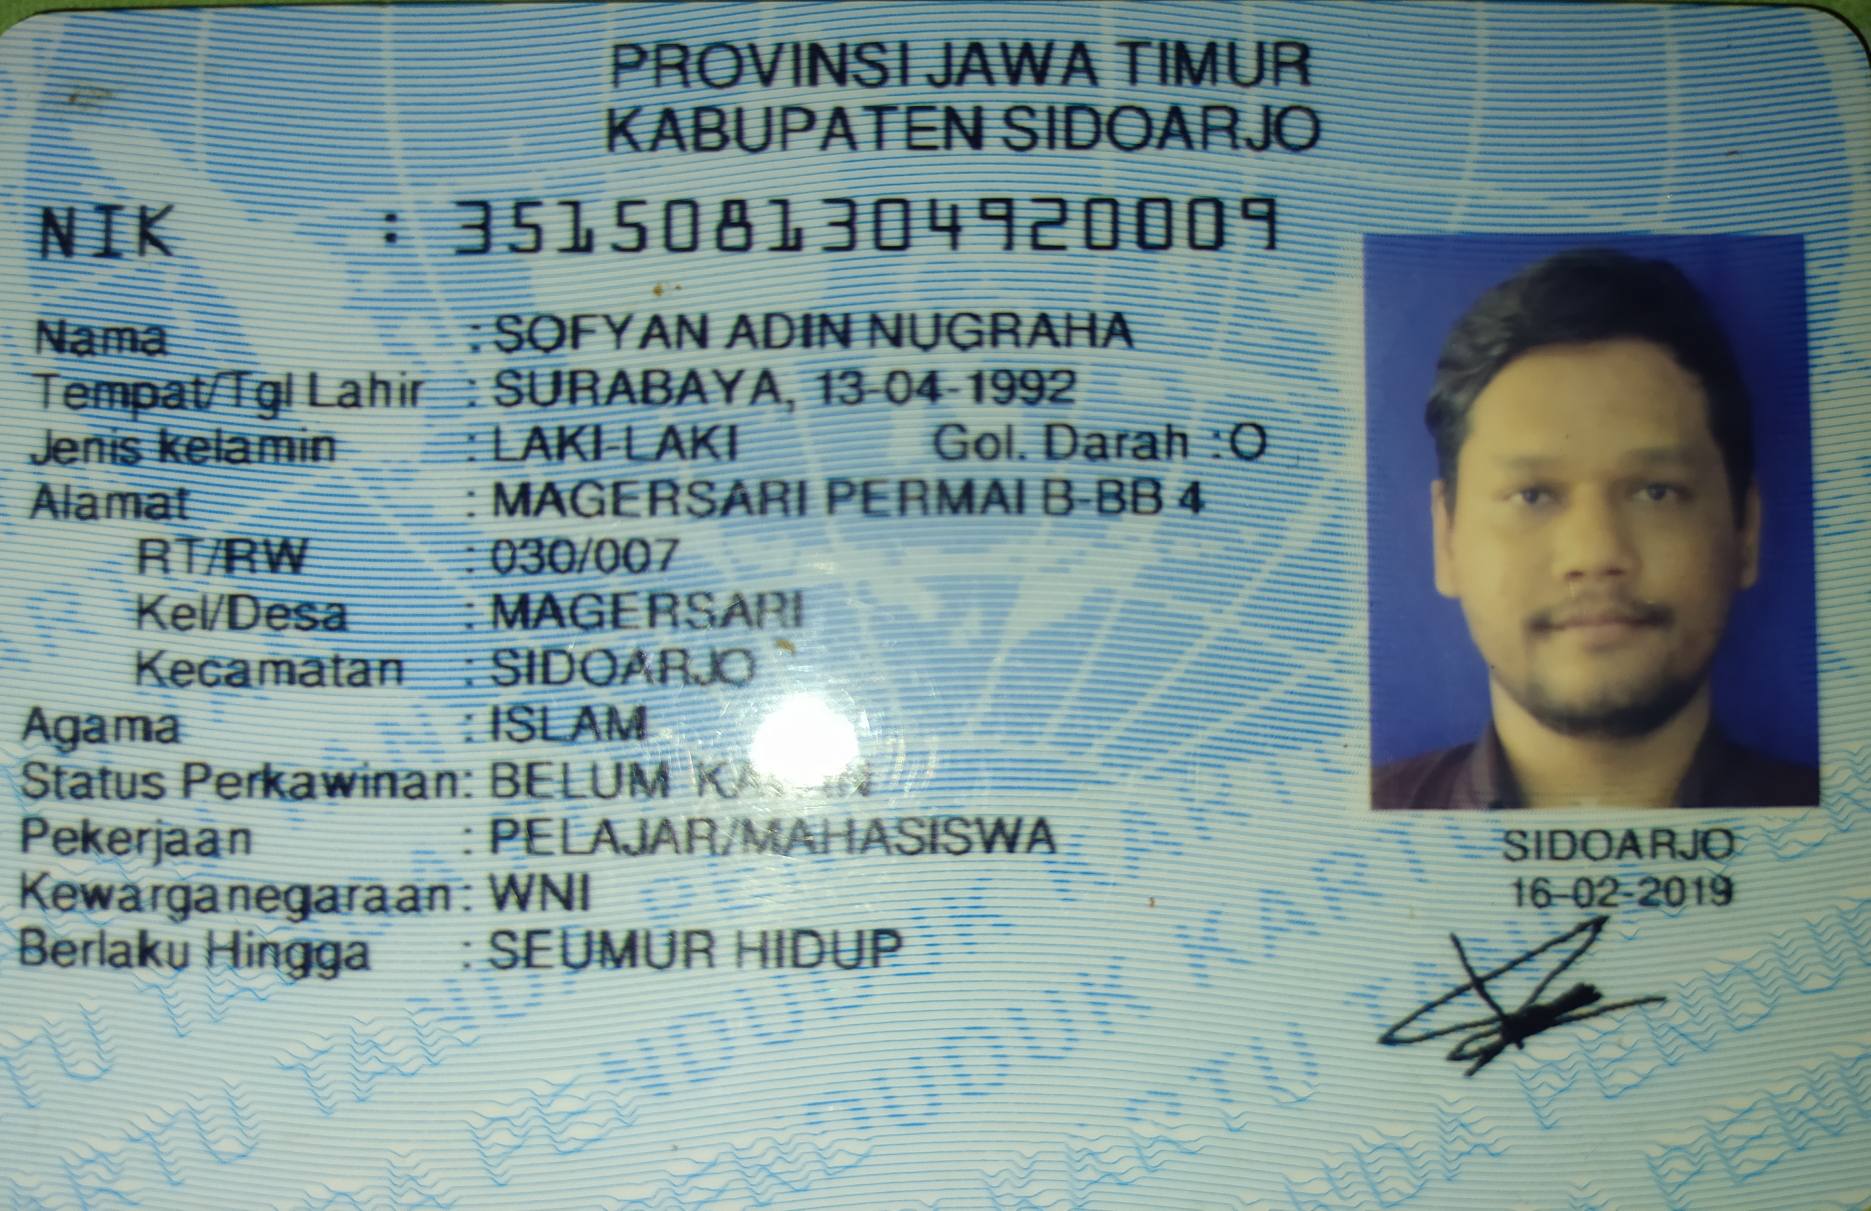 PROVINSI JAWA TIMUR
KABUPATEN SIDOARJO
NIK : 3515081304920009
Nama : SOFYAN ADIN NUGRAHA
Tempat/Tgl Lahir : SURABAYA, 13-04-1992
Jenis kelamin : LAKI-LAKI Gol. Darah : O
Alamat : MAGERSARI PERMAI B-BB 4
RT/RW : 030/007
Kel/Desa : MAGERSARI
Kecamatan : SIDOARJO
Agama : ISLAM
Status Perkawinan: BELUM
Pekerjaan : PELAJAR/MAHASISWA
Kewarganegaraan: WNI
Berlaku Hingga : SEUMUR HIDUP
SIDOARJO
16-02-2019